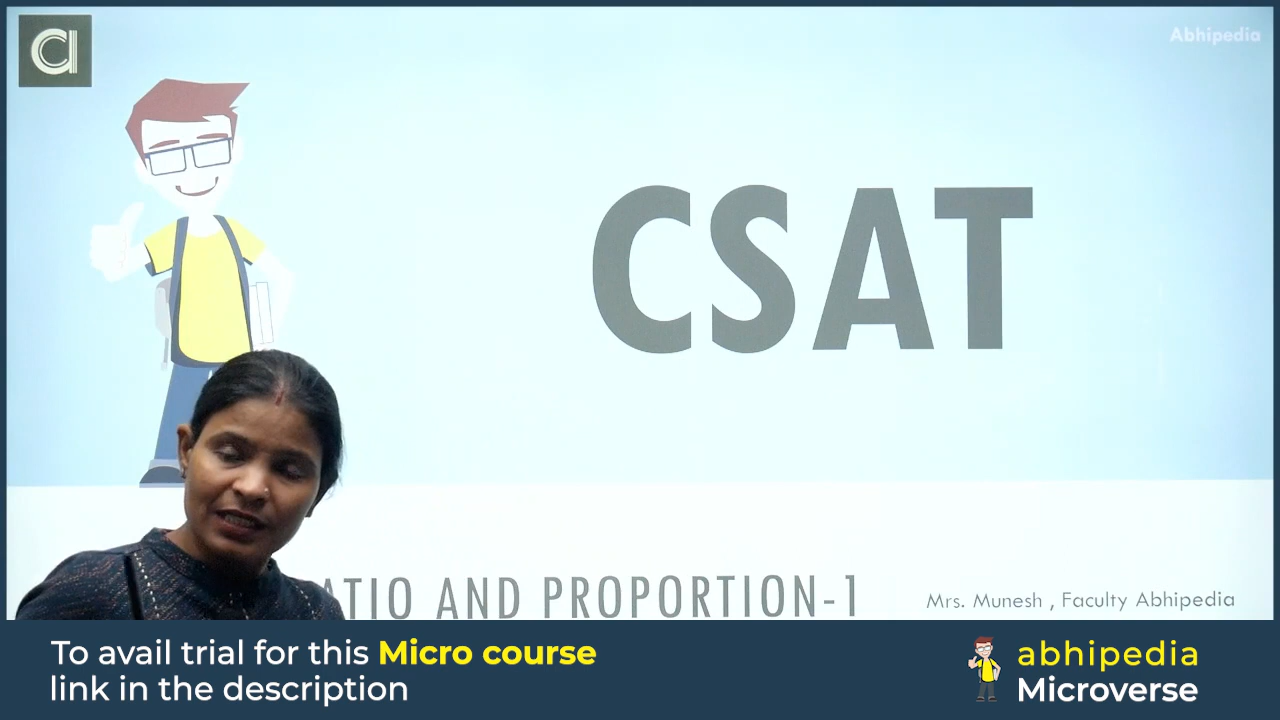 Abhipedia
CSAT
ATIO AND PROPORTION-1
Mrs. Munesh , Faculty Abhipedia
To avail trial for this Micro course
link in the description
abhipedia
Microverse